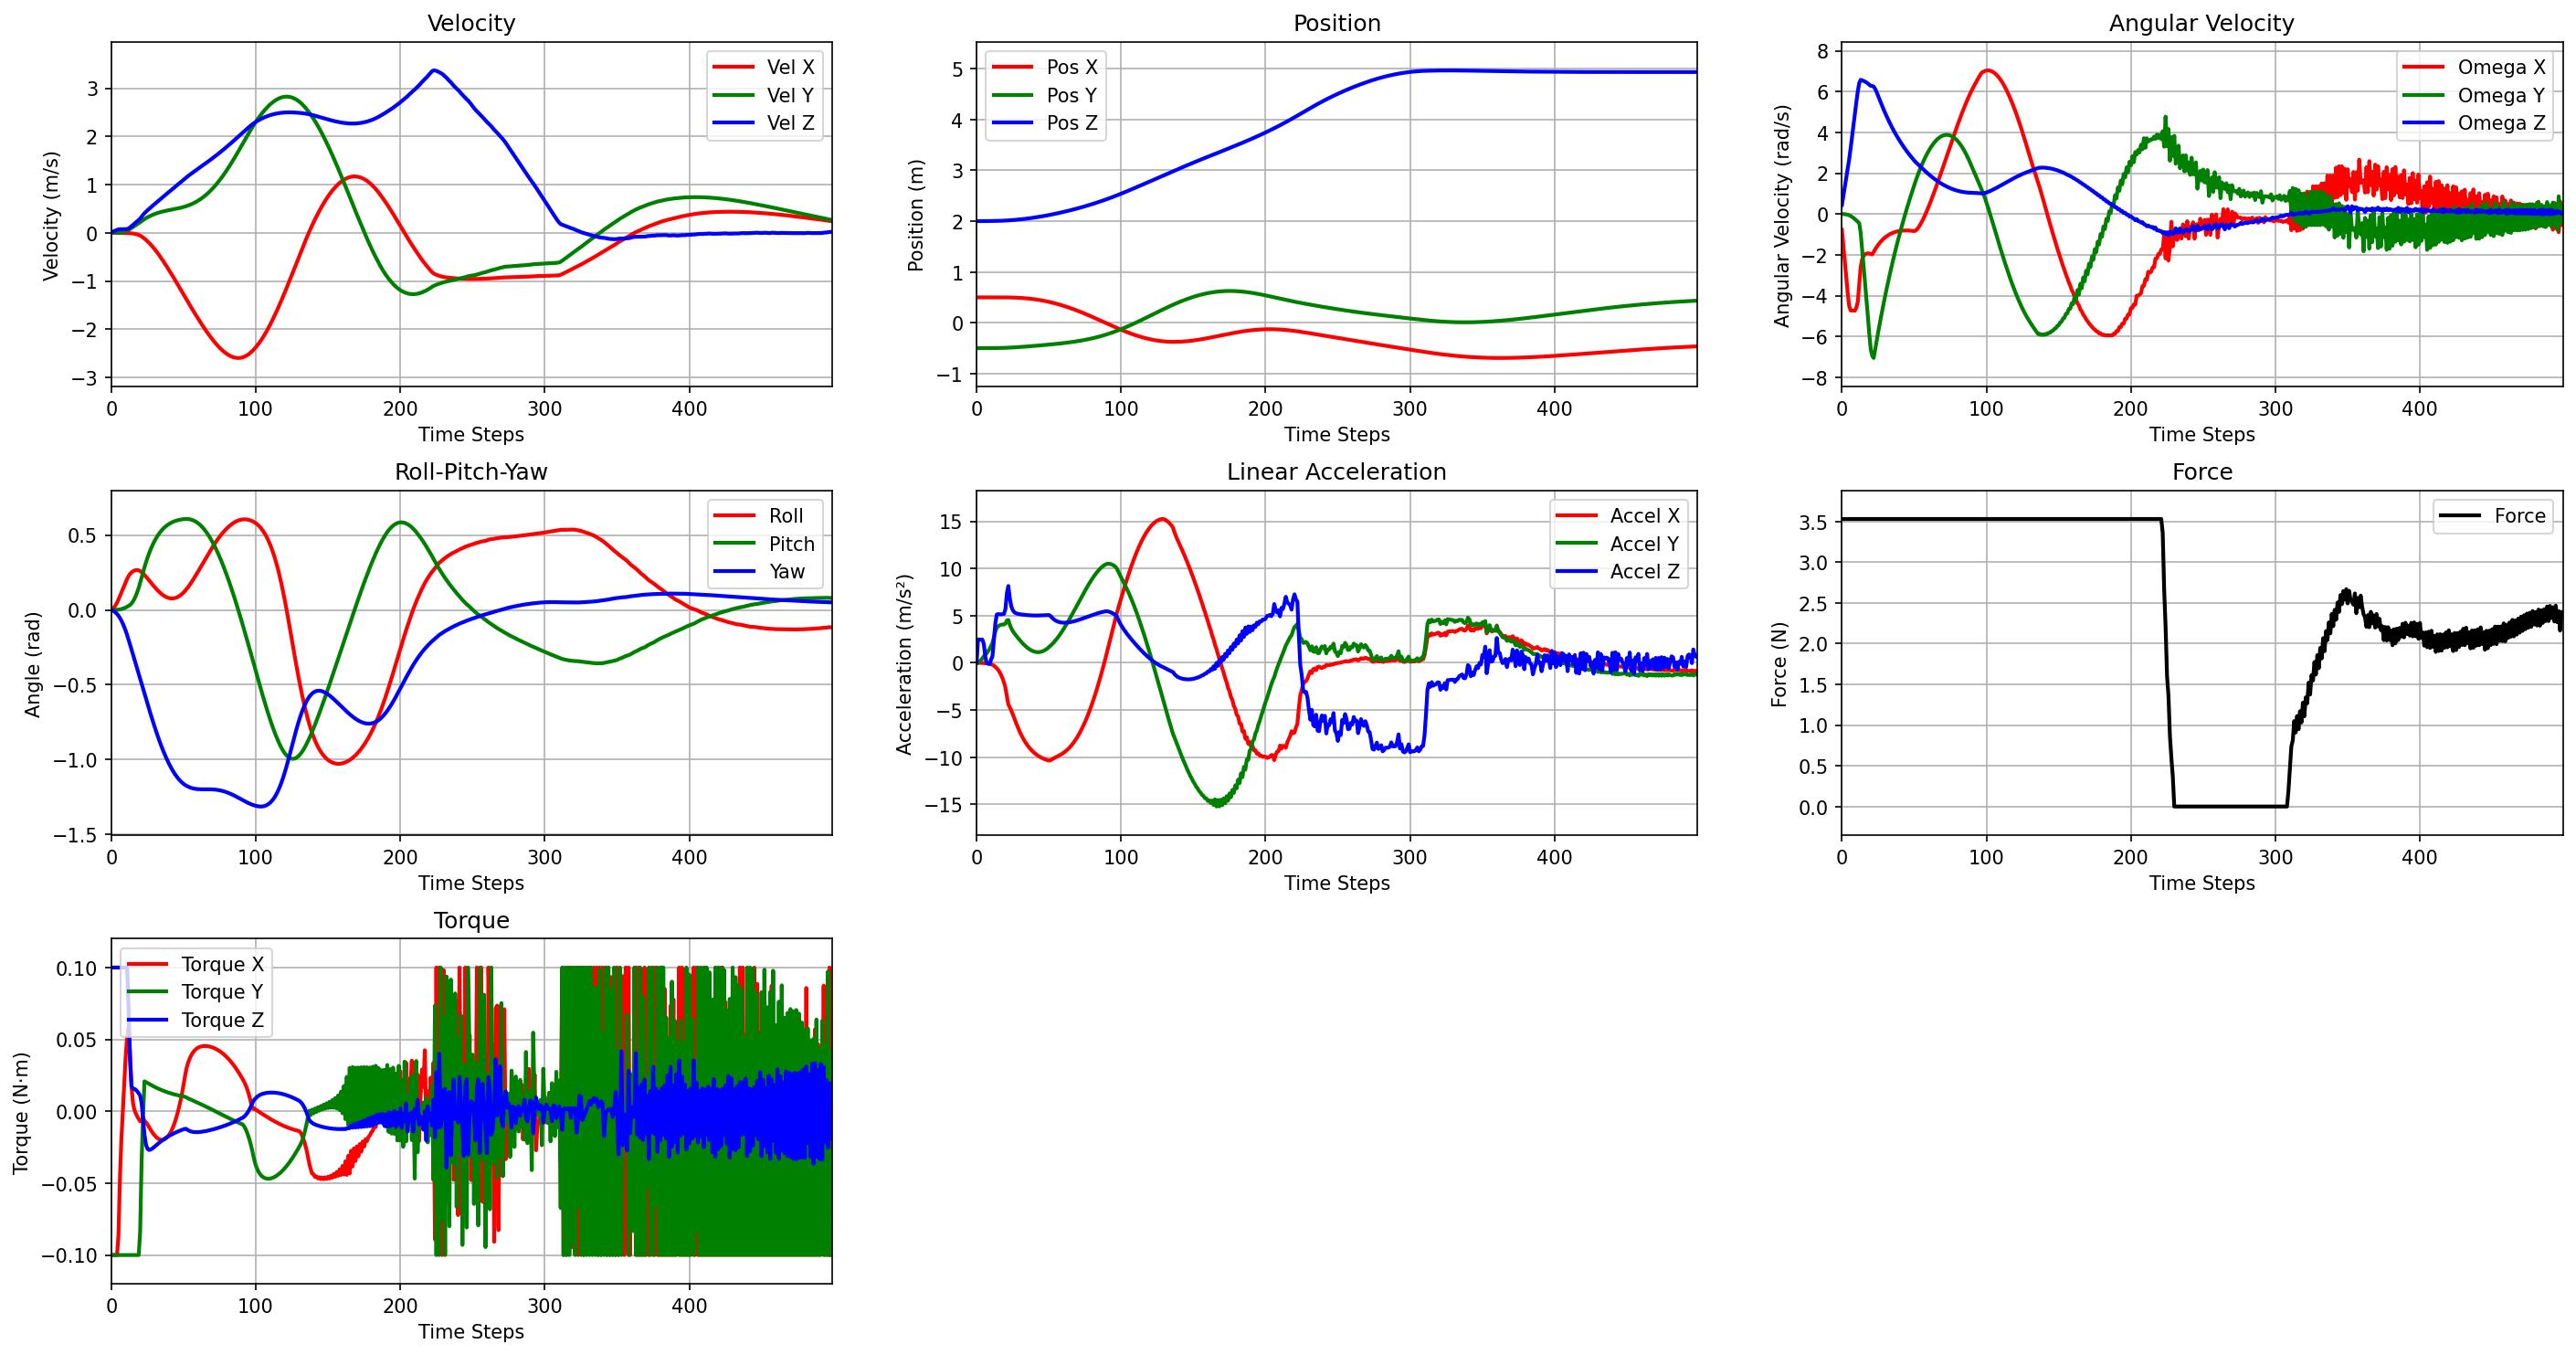 Velocity
Velocity (m/s)
3
2
1
0
−1
−2
−3
Vel X
Vel Y
Vel Z
0 100 200 300 400
Time Steps
Position
Position (m)
5
4
3
2
1
0
−1
Pos X
Pos Y
Pos Z
0 100 200 300 400
Time Steps
Angular Velocity
Angular Velocity (rad/s)
8
6
4
2
0
−2
−4
−6
−8
Omega X
Omega Y
Omega Z
0 100 200 300 400
Time Steps
Roll-Pitch-Yaw
Angle (rad)
0.5
0.0
−0.5
−1.0
−1.5
Roll
Pitch
Yaw
0 100 200 300 400
Time Steps
Linear Acceleration
Acceleration (m/s²)
15
10
5
0
−5
−10
−15
Accel X
Accel Y
Accel Z
0 100 200 300 400
Time Steps
Force
Force (N)
3.5
3.0
2.5
2.0
1.5
1.0
0.5
0.0
Force
0 100 200 300 400
Time Steps
Torque
Torque (N·m)
0.10
0.05
0.00
−0.05
−0.10
Torque X
Torque Y
Torque Z
0 100 200 300 400
Time Steps